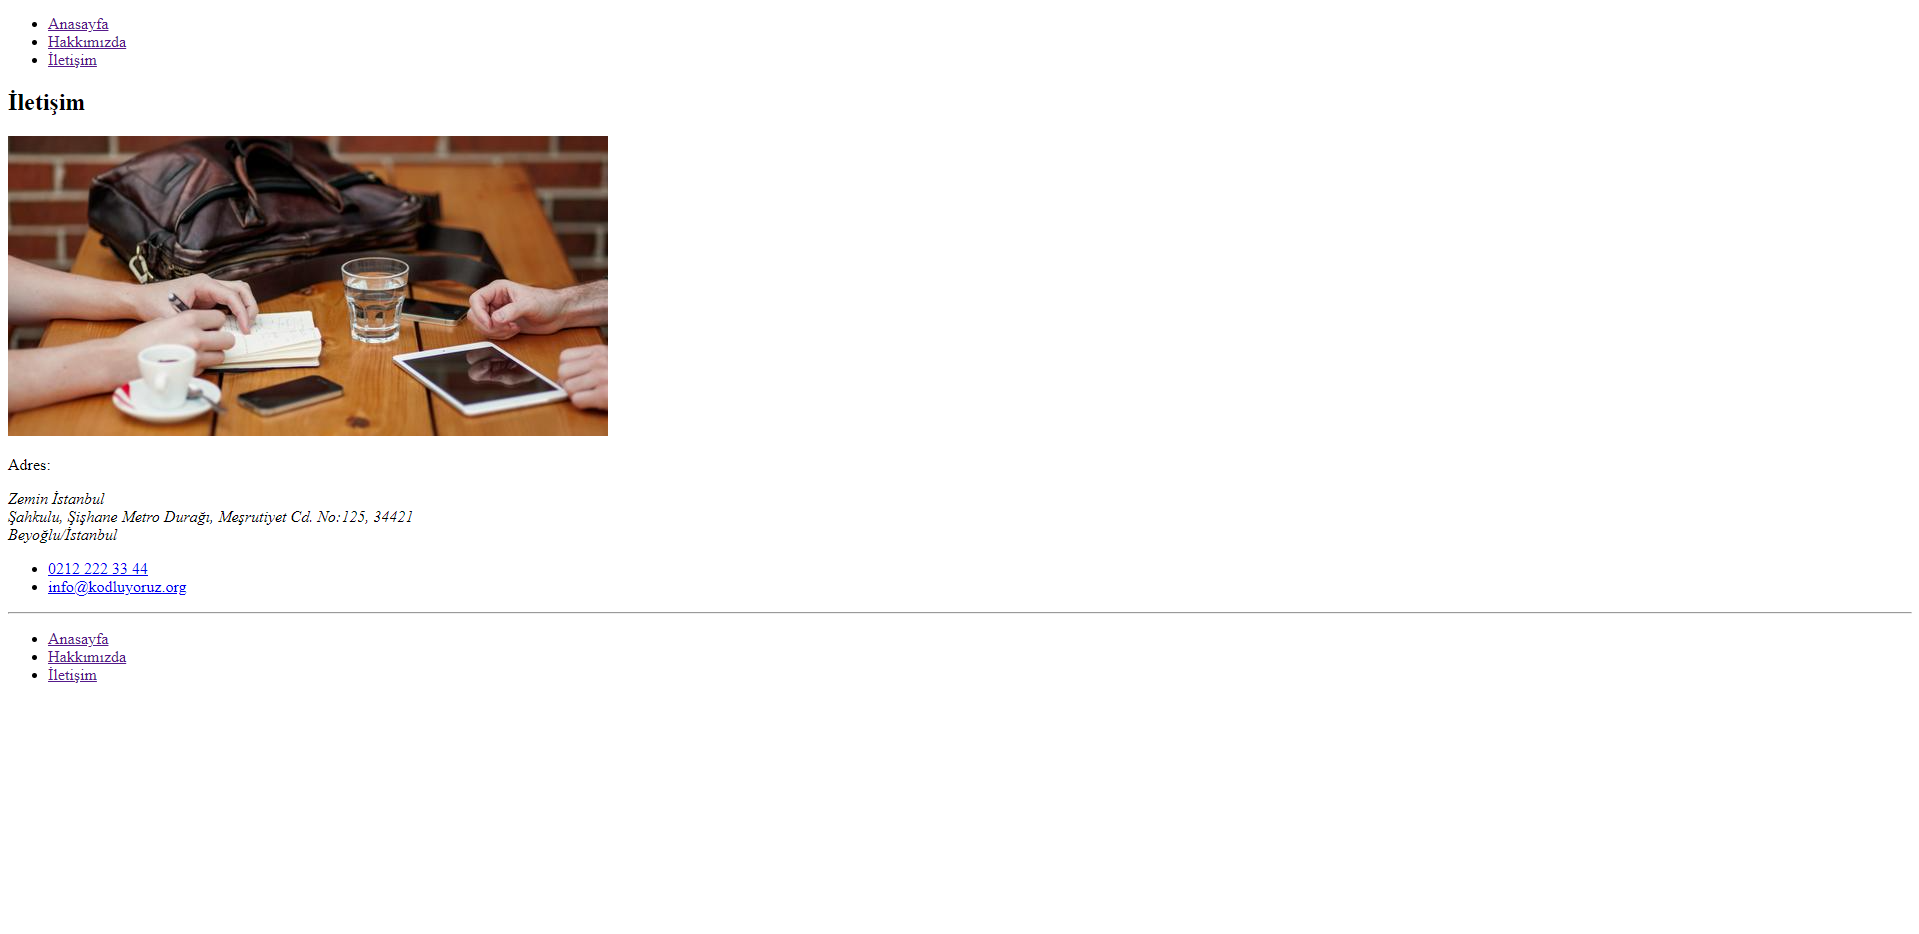 Anasayfa
Hakkımızda
İletişim
İletişim
Adres:
Zemin İstanbul
Şahkulu, Şişhane Metro Durağı, Meşrutiyet Cd. No:125, 34421
Beyoğlu/İstanbul
0212 222 33 44
info@kodluyoruz.org
Anasayfa
Hakkımızda
İletişim